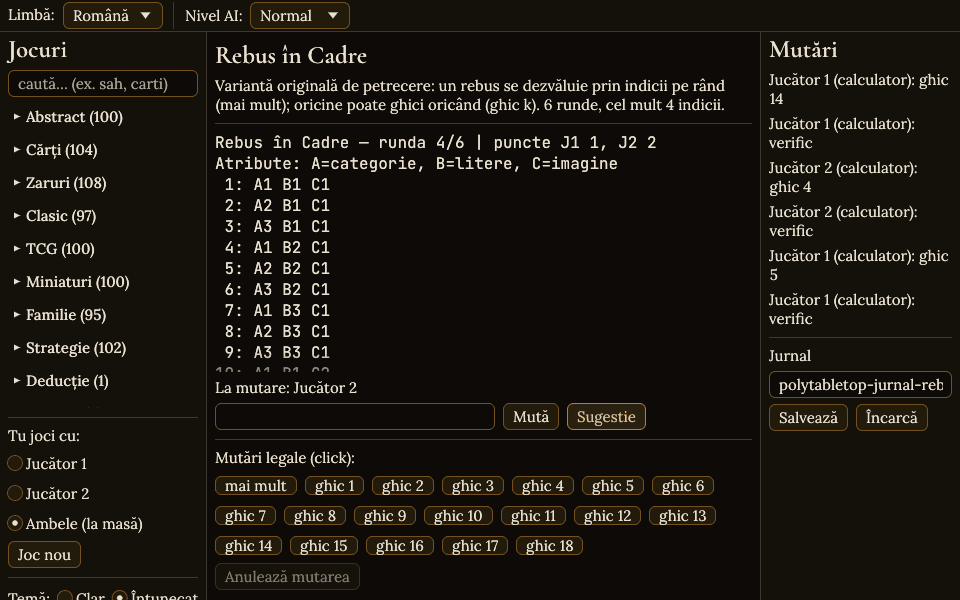 Limbă: Română Nivel AI: Normal
Jocuri
caută... (ex. sah, carti)
Abstract (100)
Cărți (104)
Zaruri (108)
Clasic (97)
TCG (100)
Miniaturi (100)
Familie (95)
Strategie (102)
Deducție (1)
Tu joci cu:
Jucător 1
Jucător 2
Ambele (la masă)
Joc nou
Temă: Clar Întunecat
Rebus în Cadre
Variantă originală de petrecere: un rebus se dezvăluie prin indicii pe rând
(mai mult); oricine poate ghici oricând (ghic k). 6 runde, cel mult 4 indicii.
Rebus în Cadre — runda 4/6 | puncte J1 1, J2 2
Atribute: A=categorie, B=litere, C=imagine
1: A1 B1 C1
2: A2 B1 C1
3: A3 B1 C1
4: A1 B2 C1
5: A2 B2 C1
6: A3 B2 C1
7: A1 B3 C1
8: A2 B3 C1
9: A3 B3 C1
10: A1 B1 C2
La mutare: Jucător 2
Mută Sugestie
Mutări legale (click):
mai mult ghic 1 ghic 2 ghic 3 ghic 4 ghic 5 ghic 6
ghic 7 ghic 8 ghic 9 ghic 10 ghic 11 ghic 12 ghic 13
ghic 14 ghic 15 ghic 16 ghic 17 ghic 18
Anulează mutarea
Mutări
Jucător 1 (calculator): ghic
14
Jucător 1 (calculator):
verific
Jucător 2 (calculator):
ghic 4
Jucător 2 (calculator):
verific
Jucător 1 (calculator): ghic
5
Jucător 1 (calculator):
verific
Jurnal
polytabletop-jurnal-reb
Salvează Încarcă